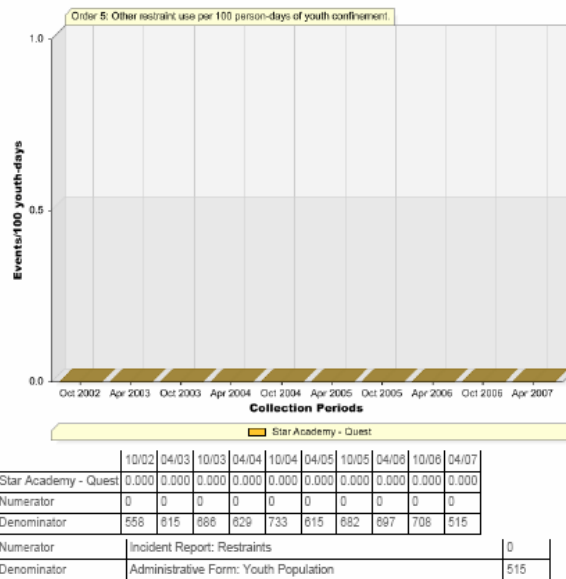 Order 5: Other restraint use per 100 person-days of youth confinement.
1.0
0.5
0.0
Events/100 youth-days
Oct 2002 Apr 2003 Oct 2003 Apr 2004 Oct 2004 Apr 2005 Oct 2005 Apr 2006 Oct 2006 Apr 2007
Collection Periods
Star Academy - Quest
10/02 04/03 10/03 04/04 10/04 04/05 10/05 04/06 10/06 04/07
Star Academy - Quest 0.000 0.000 0.000 0.000 0.000 0.000 0.000 0.000 0.000 0.000
Numerator 0 0 0 0 0 0 0 0 0 0
Denominator 558 615 686 629 733 615 682 697 708 515
Numerator Incident Report: Restraints 0
Denominator Administrative Form: Youth Population 515